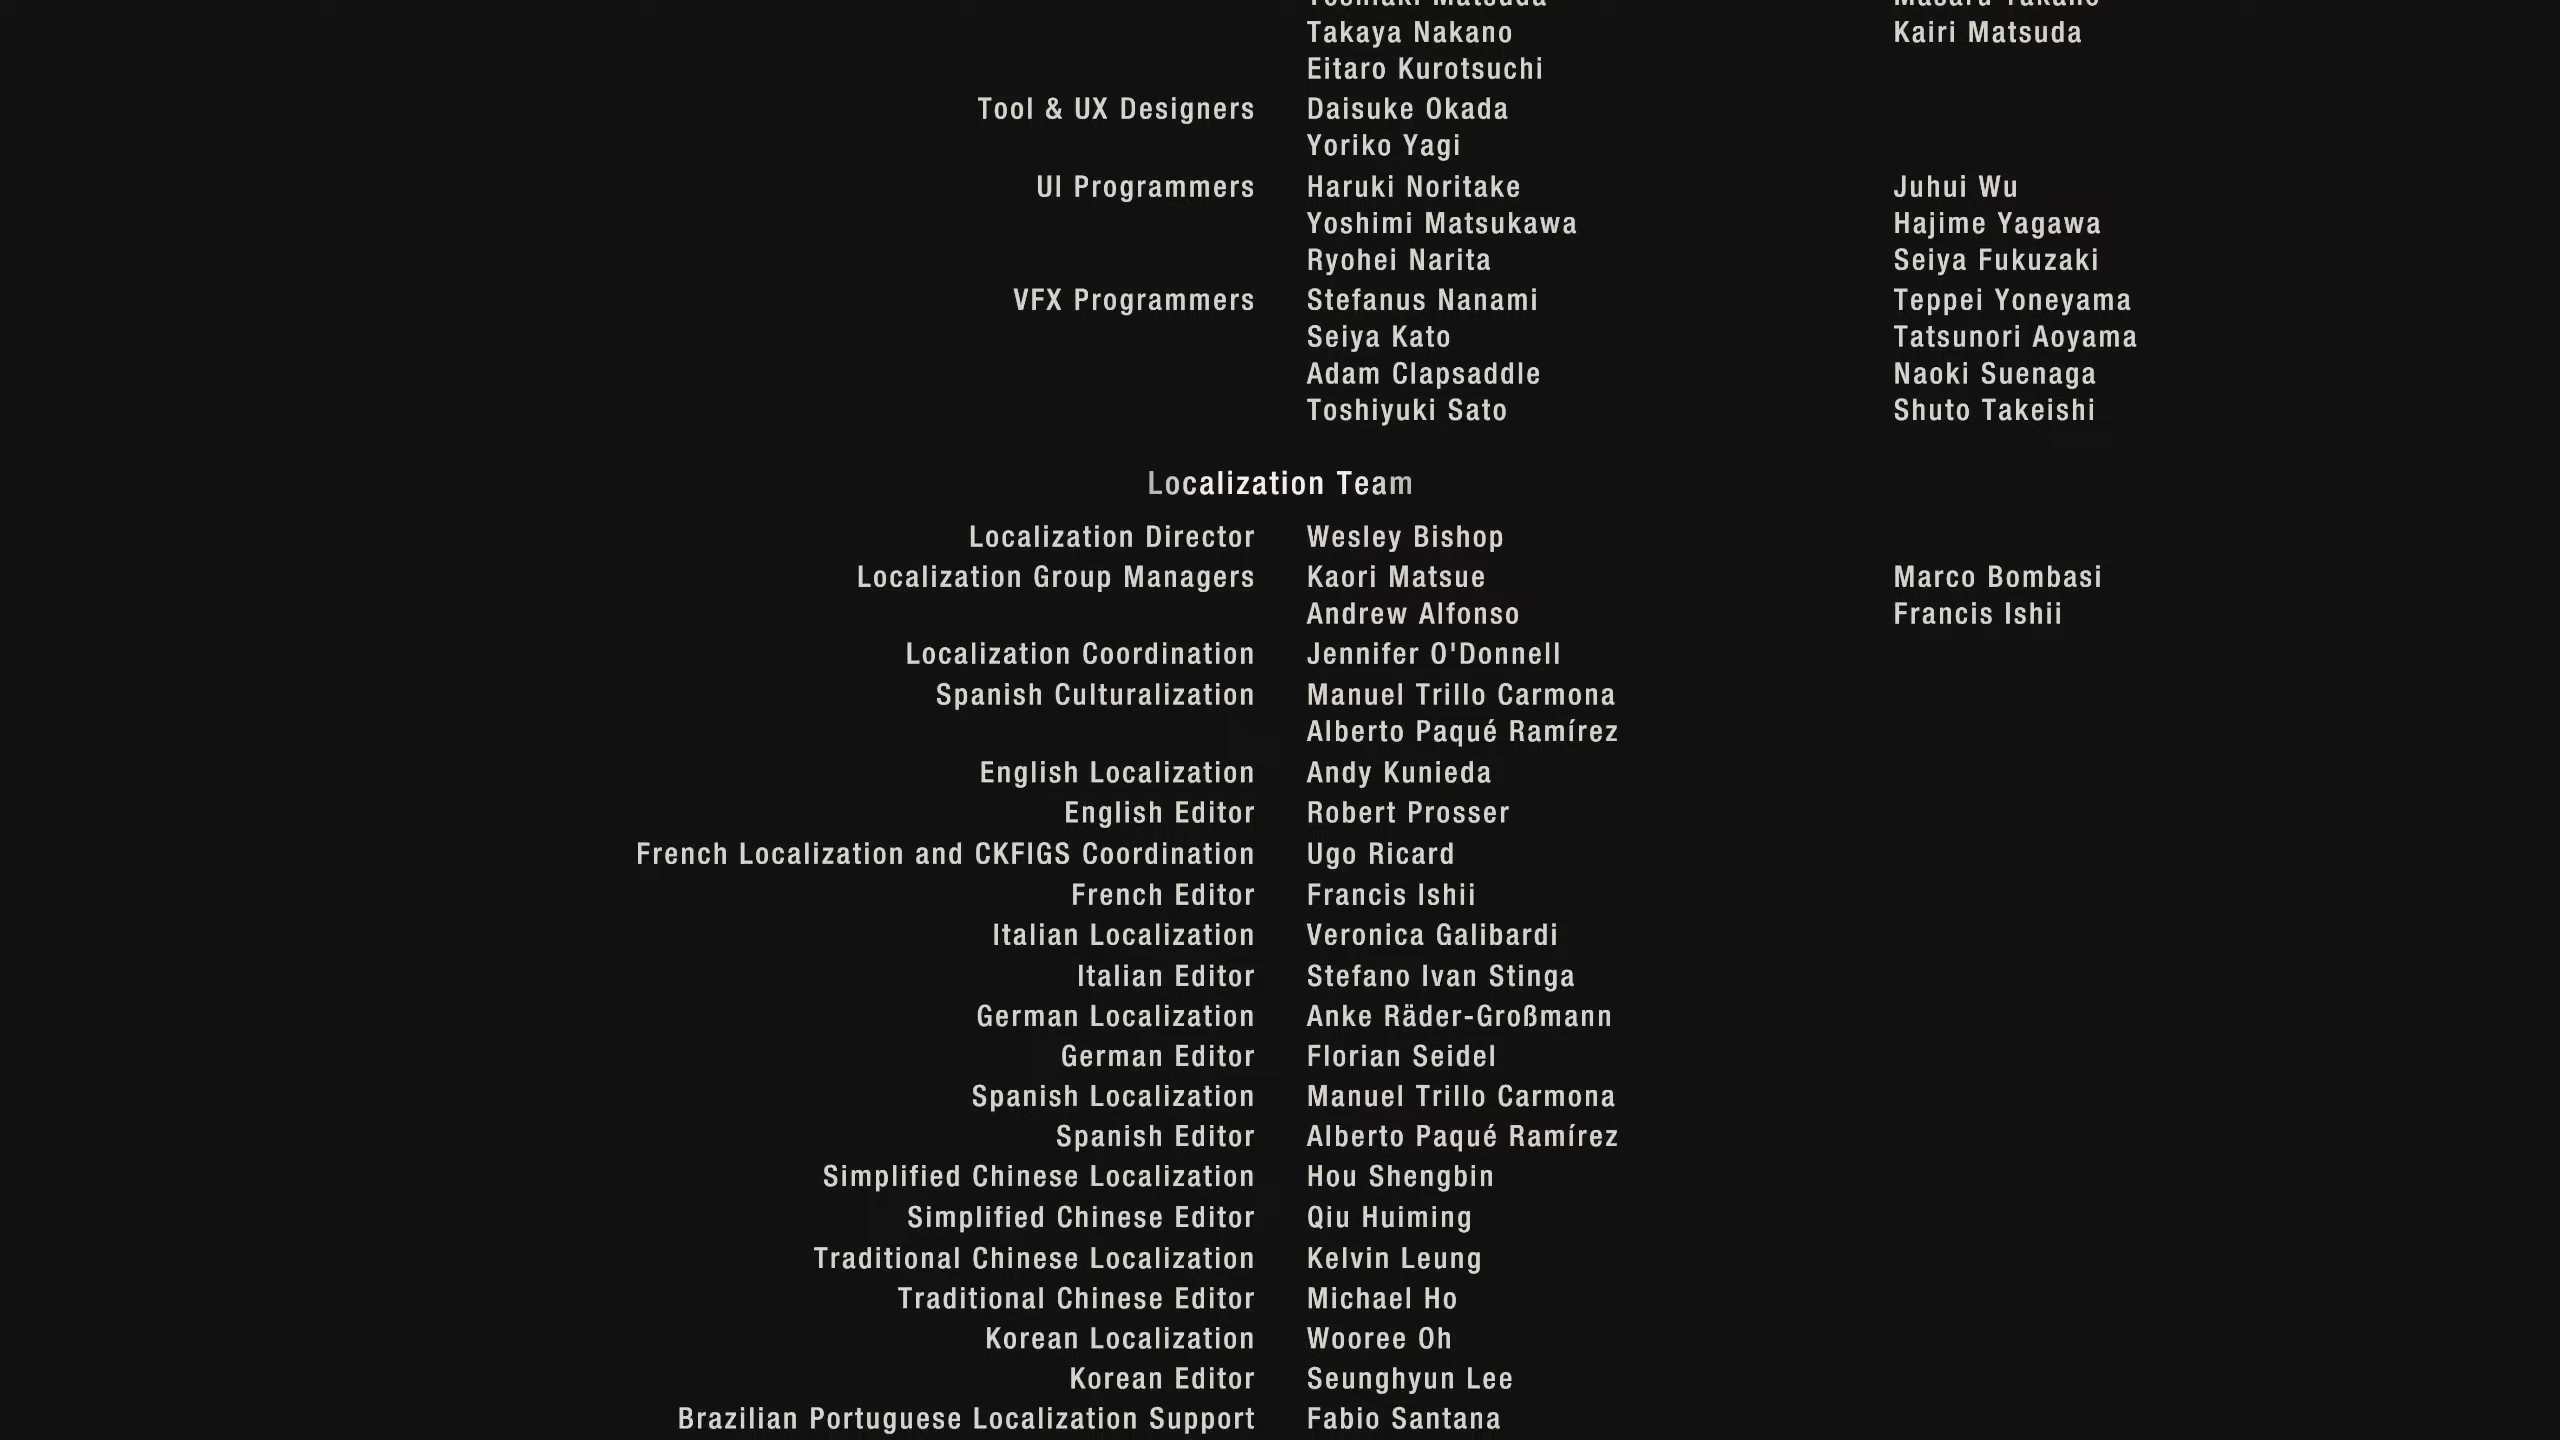 Takaya Nakano Kairi Matsuda
Eitaro Kurotsuchi
Tool & UX Designers Daisuke Okada
Yoriko Yagi
UI Programmers Haruki Noritake Juhui Wu
Yoshimi Matsukawa Hajime Yagawa
Ryohei Narita Seiya Fukuzaki
VFX Programmers Stefanus Nanami Teppei Yoneyama
Seiya Kato Tatsunori Aoyama
Adam Clapsaddle Naoki Suenaga
Toshiyuki Sato Shuto Takeishi
Localization Team
Localization Director Wesley Bishop
Localization Group Managers Kaori Matsue Marco Bombasi
Andrew Alfonso Francis Ishii
Localization Coordination Jennifer O'Donnell
Spanish Culturalization Manuel Trillo Carmona
Alberto Paqué Ramírez
English Localization Andy Kunieda
English Editor Robert Prosser
French Localization and CKFIGS Coordination Ugo Ricard
French Editor Francis Ishii
Italian Localization Veronica Galibardi
Italian Editor Stefano Ivan Stinga
German Localization Anke Räder-Großmann
German Editor Florian Seidel
Spanish Localization Manuel Trillo Carmona
Spanish Editor Alberto Paqué Ramírez
Simplified Chinese Localization Hou Shengbin
Simplified Chinese Editor Qiu Huiming
Traditional Chinese Localization Kelvin Leung
Traditional Chinese Editor Michael Ho
Korean Localization Wooree Oh
Korean Editor Seunghyun Lee
Brazilian Portuguese Localization Support Fabio Santana